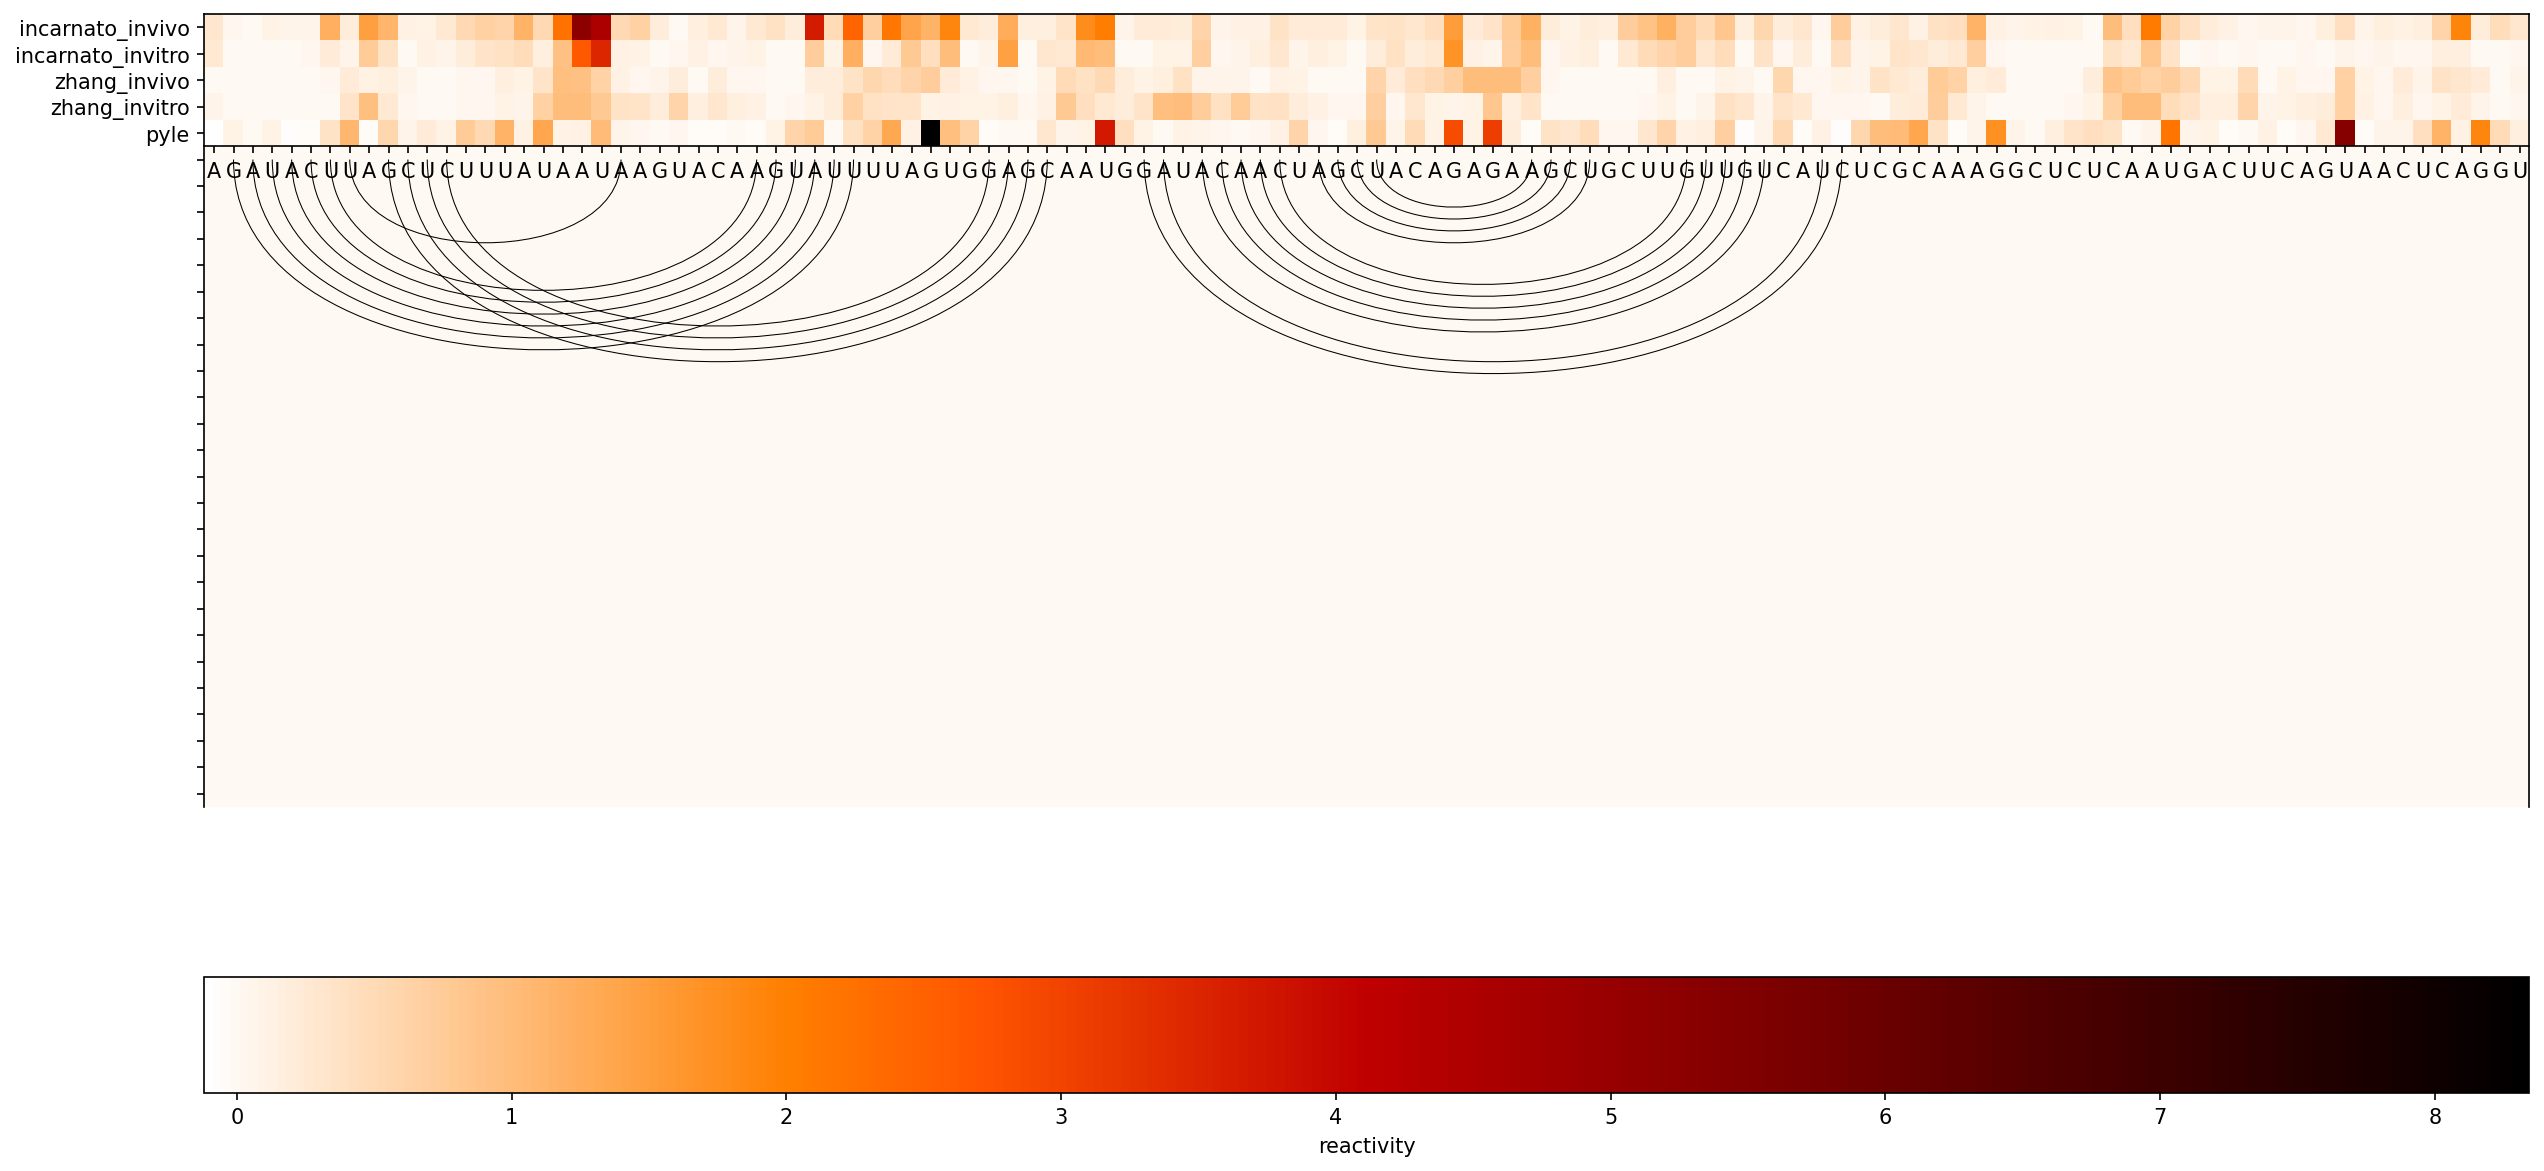 incarnato_invivo
incarnato_invitro
zhang_invivo
zhang_invitro
pyle
A G A U A C U U A G C U C U U U A U A A U A A G U A C A A G U A U U U U A G U G G A G C A A U G G A U A C A A C U A G C U A C A G A G A A G C U G C U U G U U G U C A U C U C G C A A A G G C U C U C A A U G A C U U C A G U A A C U C A G G U
0 1 2 3 4 5 6 7 8
reactivity